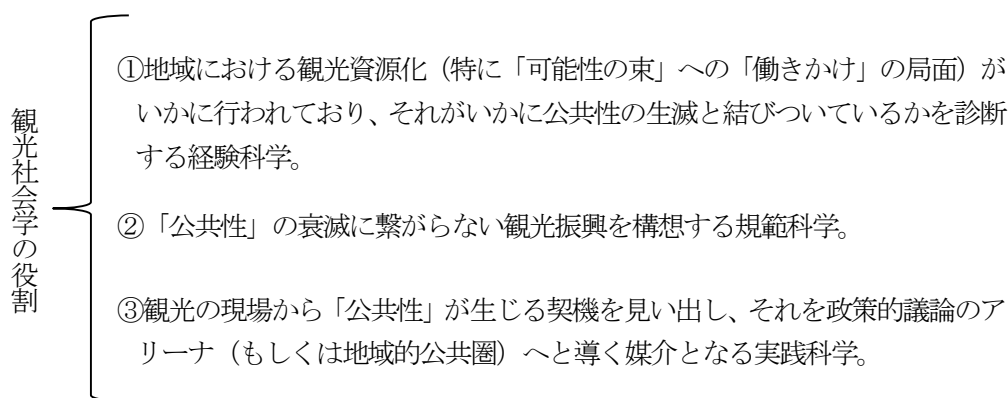 観光社会学の役割
①地域における観光資源化（特に「可能性の束」への「働きかけ」の局面）が
いかに行われており、それがいかに公共性の生滅と結びついているかを診断
する経験科学。
②「公共性」の衰滅に繋がらない観光振興を構想する規範科学。
③観光の現場から「公共性」が生じる契機を見い出し、それを政策的議論のア
リーナ（もしくは地域的公共圏）へと導く媒介となる実践科学。